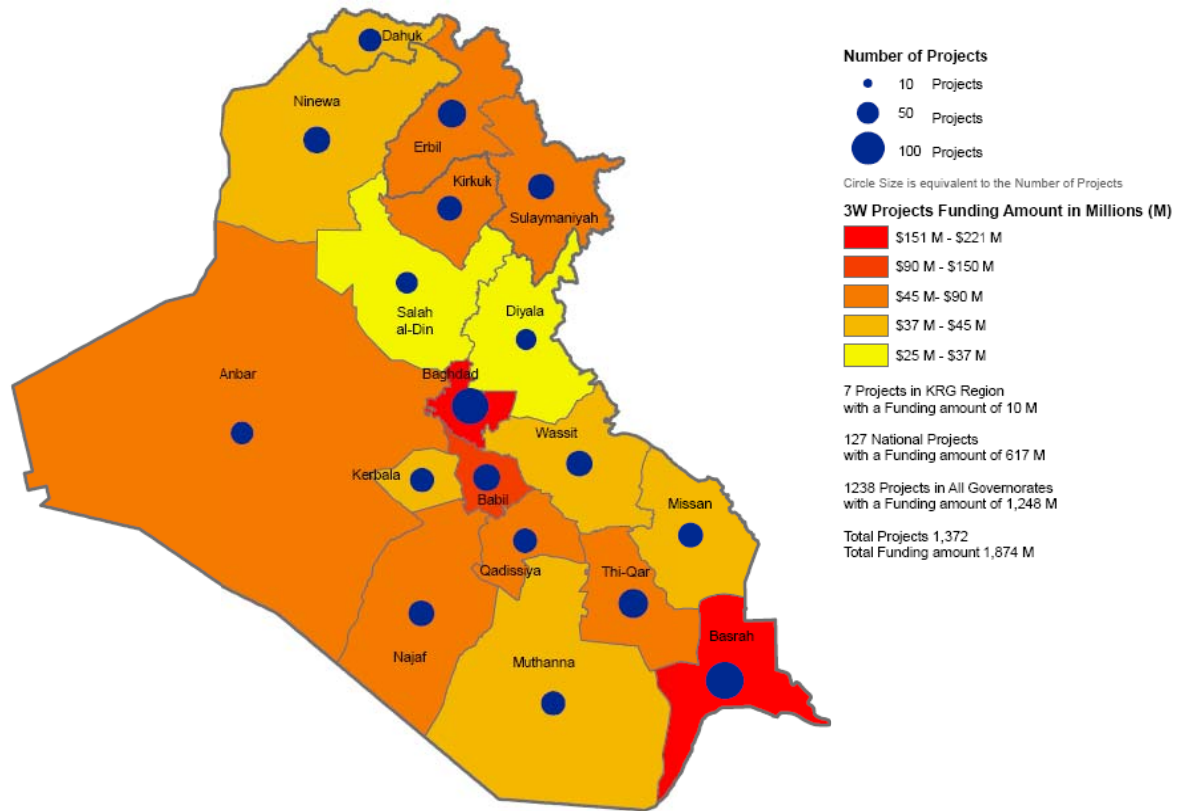 Dahuk
Ninewa
Erbil
Kirkuk
Sulaymaniyah
Salah
al-Din
Diyala
Anbar
Baghdad
Wassit
Kerbala
Babil
Missan
Qadissiya
Thi-Qar
Basrah
Najaf
Muthanna
Number of Projects
10 Projects
50 Projects
100 Projects
Circle Size is equivalent to the Number of Projects
3W Projects Funding Amount in Millions (M)
$151 M - $221 M
$90 M - $150 M
$45 M- $90 M
$37 M - $45 M
$25 M - $37 M
7 Projects in KRG Region
with a Funding amount of 10 M
127 National Projects
with a Funding amount of 617 M
1238 Projects in All Governorates
with a Funding amount of 1,248 M
Total Projects 1,372
Total Funding amount 1,874 M